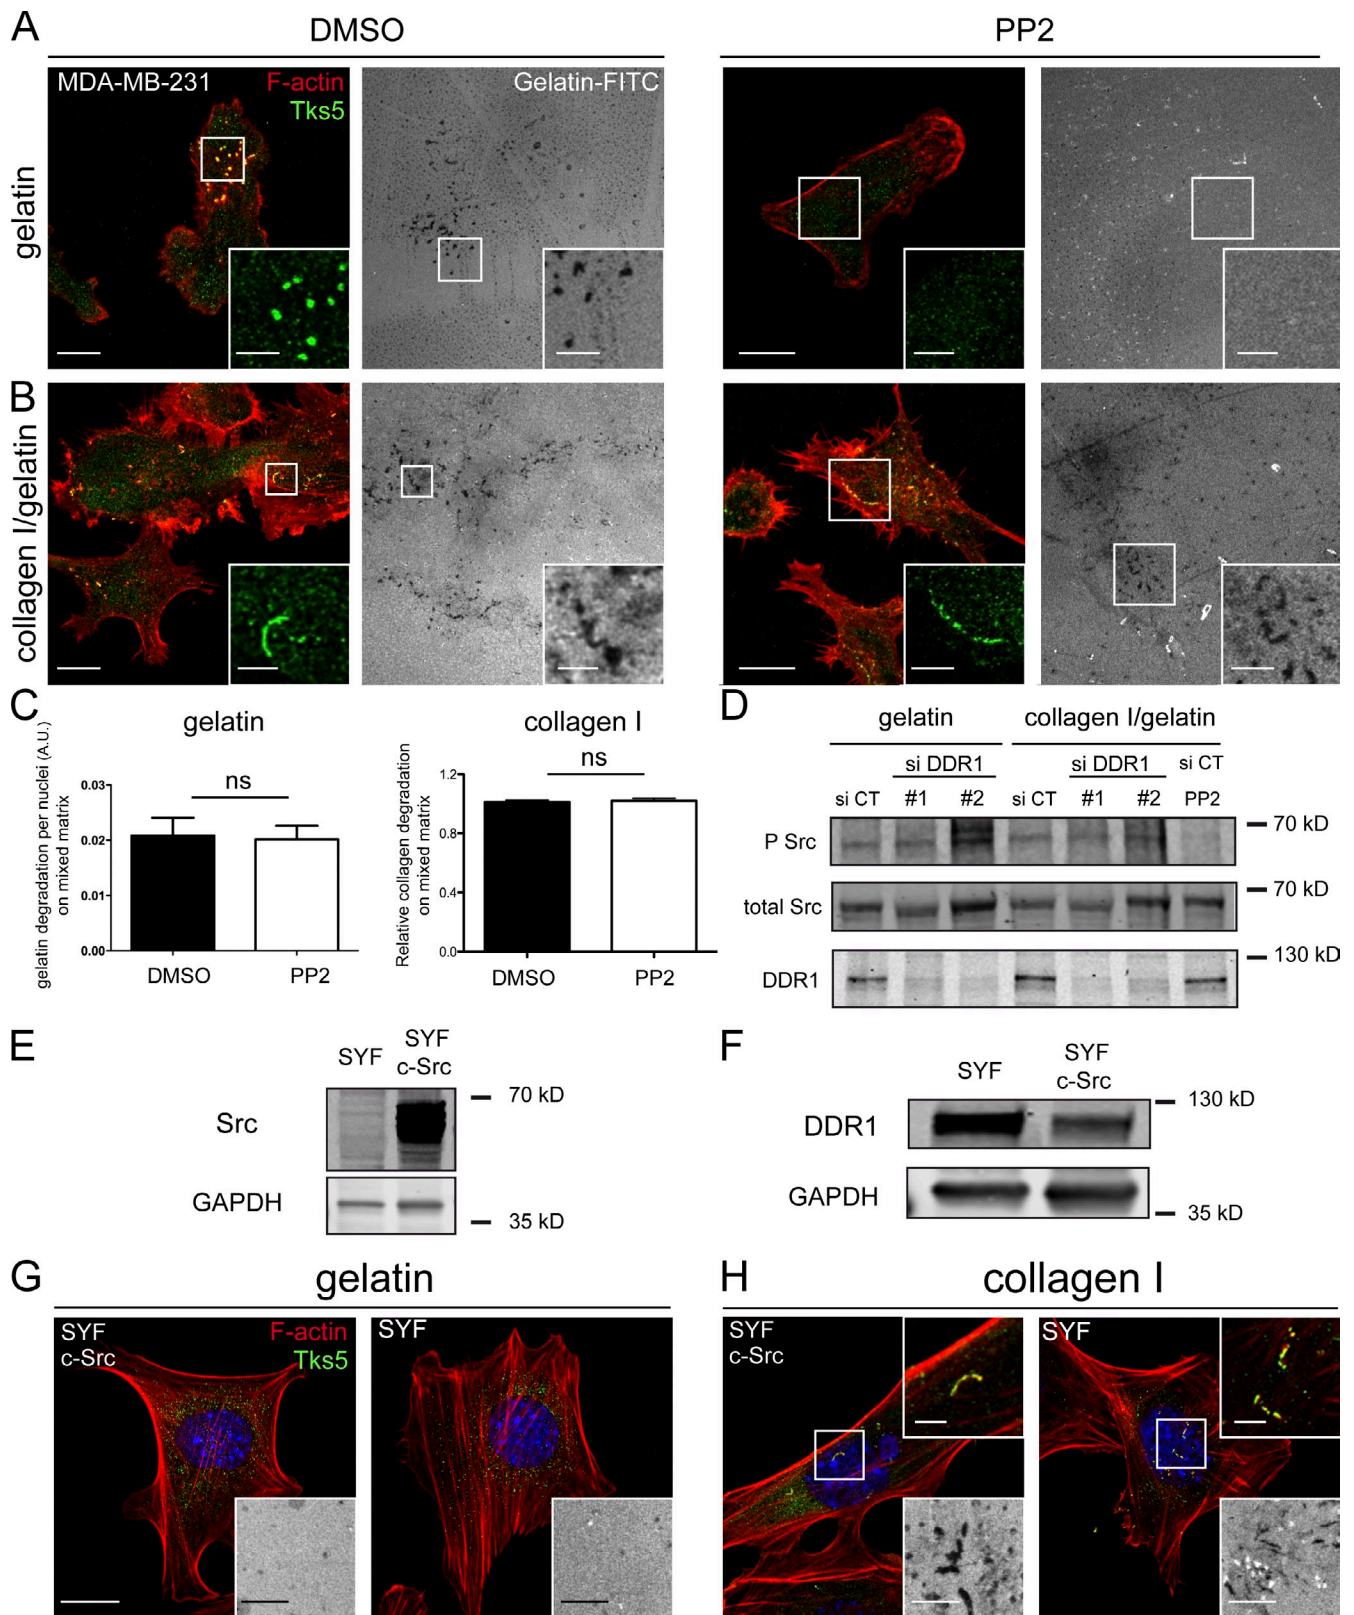 A
DMSO
PP2
MDA-MB-231
F-actin
Tks5
Gelatin-FITC
gelatin
B
collagen I/gelatin
C
gelatin
gelatin degradation per nuclei (A.U.)
on mixed matrix
0.03
0.02
0.01
0.00
ns
DMSO
PP2
collagen I
Relative collagen degradation
on mixed matrix
1.2
0.8
0.4
0.0
ns
DMSO
PP2
D
gelatin
collagen I/gelatin
si DDR1
si DDR1
si CT
si CT
#1
#2
si CT
#1
#2
PP2
P Src
70 kD
total Src
70 kD
DDR1
130 kD
E
SYF
SYF
c-Src
Src
70 kD
GAPDH
35 kD
F
SYF
SYF
c-Src
DDR1
130 kD
GAPDH
35 kD
G
gelatin
SYF
c-Src
F-actin
Tks5
SYF
H
collagen I
SYF
c-Src
SYF